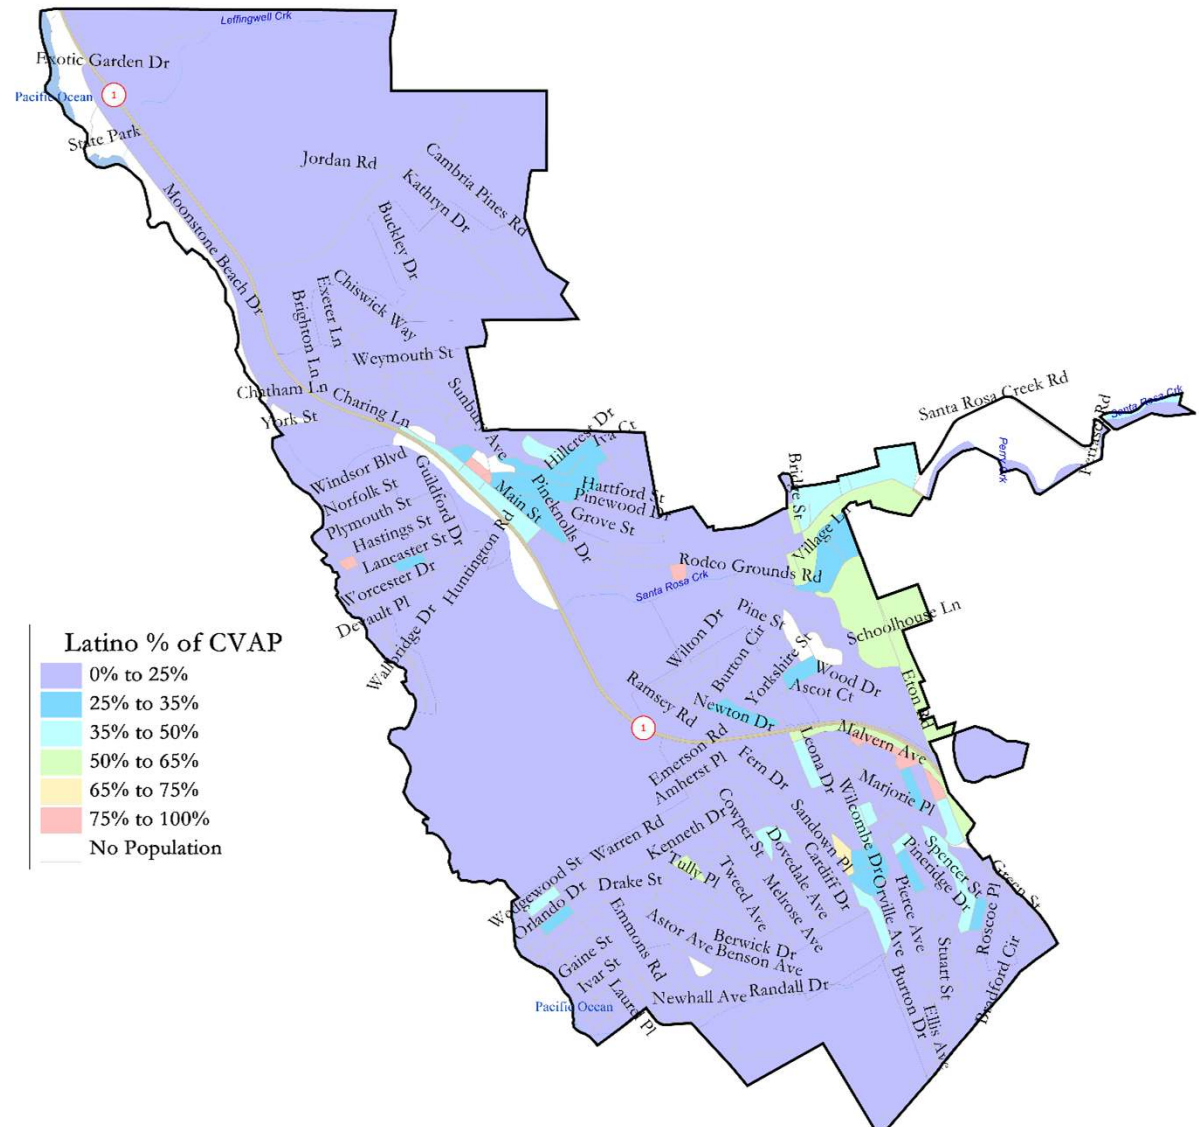 Leffingwell Crk
Exotic Garden Dr
Pacific Ocean
1
State Park
Jordan Rd
Cambria Pines Rd
Kathryn Dr
Buckley Dr
Moonstone Beach Dr
Chiswick Way
Exeter Ln
Brighton Ln
Weymouth St
Chatham Ln
Charing Ln
York St
Sunbury Ave
Hillcrest Dr
Iva Ct
Santa Rosa Creek Rd
Santa Rosa Crk
Perry Crk
Bridge St
Windsor Blvd
Norfolk St
Plymouth St
Hastings St
Lancaster St
Worcester Dr
Devault Pl
Wallbridge Dr
Guildford Dr
Huntington Rd
Main St
Pineknolls Dr
Hartford St
Pinewood Dr
Grove St
Rodeo Grounds Rd
Santa Rosa Crk
Village Ln
Schoolhouse Ln
Eton Rd
Pine St
Wilton Dr
Burton Cir
Yorkshire St
Wood Dr
Ascot Ct
Ramsey Rd
Newton Dr
1
Emerson Rd
Amherst Pl
Fern Dr
Leona Dr
Malvern Ave
Marjorie Pl
Wilcombe Dr
Sandown Pl
Cowper St
Kenneth Dr
Warren Rd
Wedgewood St
Orlando Dr
Drake St
Tully Pl
Tweed Ave
Dovedale Ave
Cardiff Dr
Melrose Ave
Orville Ave
Pierce Ave
Pineridge Dr
Spencer St
Green St
Roscoe Pl
Stuart St
Bradford Cir
Emmons Rd
Astor Ave
Berwick Dr
Benson Ave
Gaine St
Ivar St
Laurel Pl
Pacific Ocean
Newhall Ave
Randall Dr
Burton Dr
Ellis Ave
Latino % of CVAP
0% to 25%
25% to 35%
35% to 50%
50% to 65%
65% to 75%
75% to 100%
No Population